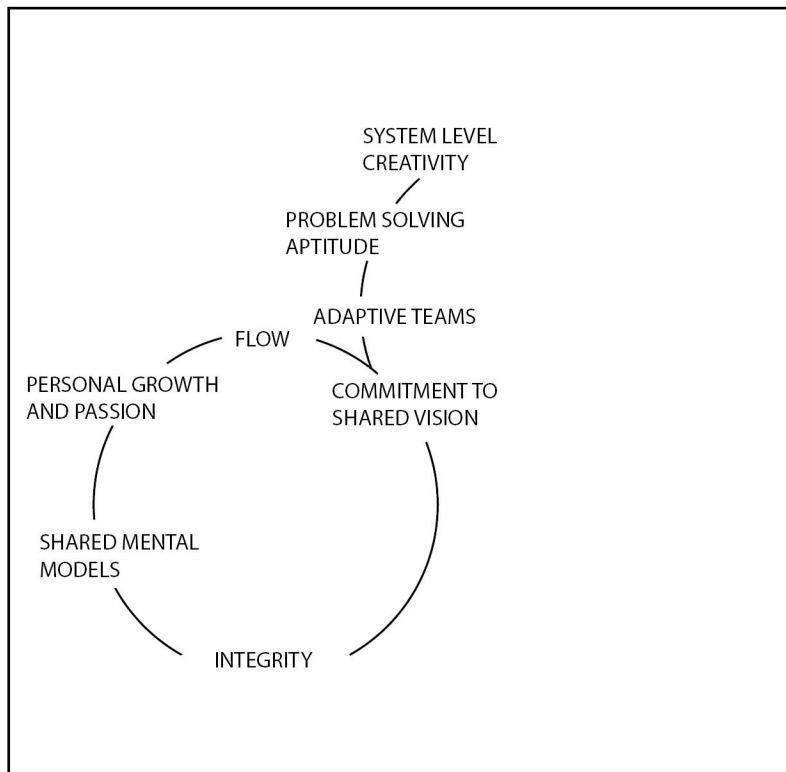 SYSTEM LEVEL
CREATIVITY
PROBLEM SOLVING
APTITUDE
ADAPTIVE TEAMS
FLOW
PERSONAL GROWTH
AND PASSION
COMMITMENT TO
SHARED VISION
SHARED MENTAL
MODELS
INTEGRITY